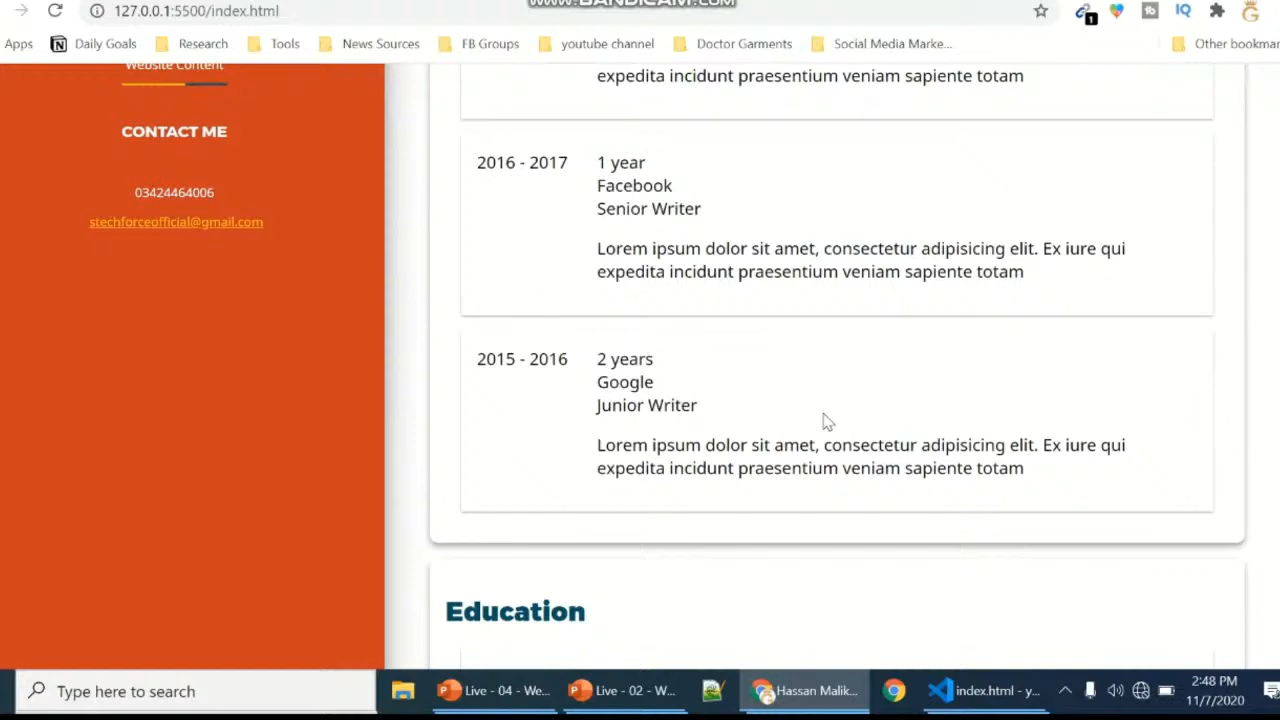 127.0.0.1:5500/index.html
WWW.BANDICAM.COM
1
IQ
Apps
Daily Goals
Research
Tools
News Sources
FB Groups
youtube channel
Doctor Garments
Social Media Marke...
Other bookmar
Website Content
CONTACT ME
03424464006
stechforceofficial@gmail.com
expedita incidunt praesentium veniam sapiente totam
2016 - 2017
1 year
Facebook
Senior Writer
Lorem ipsum dolor sit amet, consectetur adipisicing elit. Ex iure qui
expedita incidunt praesentium veniam sapiente totam
2015 - 2016
2 years
Google
Junior Writer
Lorem ipsum dolor sit amet, consectetur adipisicing elit. Ex iure qui
expedita incidunt praesentium veniam sapiente totam
Education
Type here to search
Live - 04 - We...
Live - 02 - W...
Hassan Malik...
index.html - y...
2:48 PM
11/7/2020